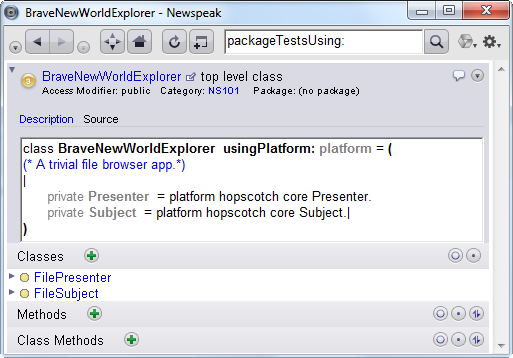 BraveNewWorldExplorer - Newspeak
packageTestsUsing:
BraveNewWorldExplorer top level class
Access Modifier: public Category: NS101 Package: (no package)
Description Source
class BraveNewWorldExplorer usingPlatform: platform = (
(* A trivial file browser app.*)
|
private Presenter = platform hopscotch core Presenter.
private Subject = platform hopscotch core Subject.|
)
Classes
FilePresenter
FileSubject
Methods
Class Methods